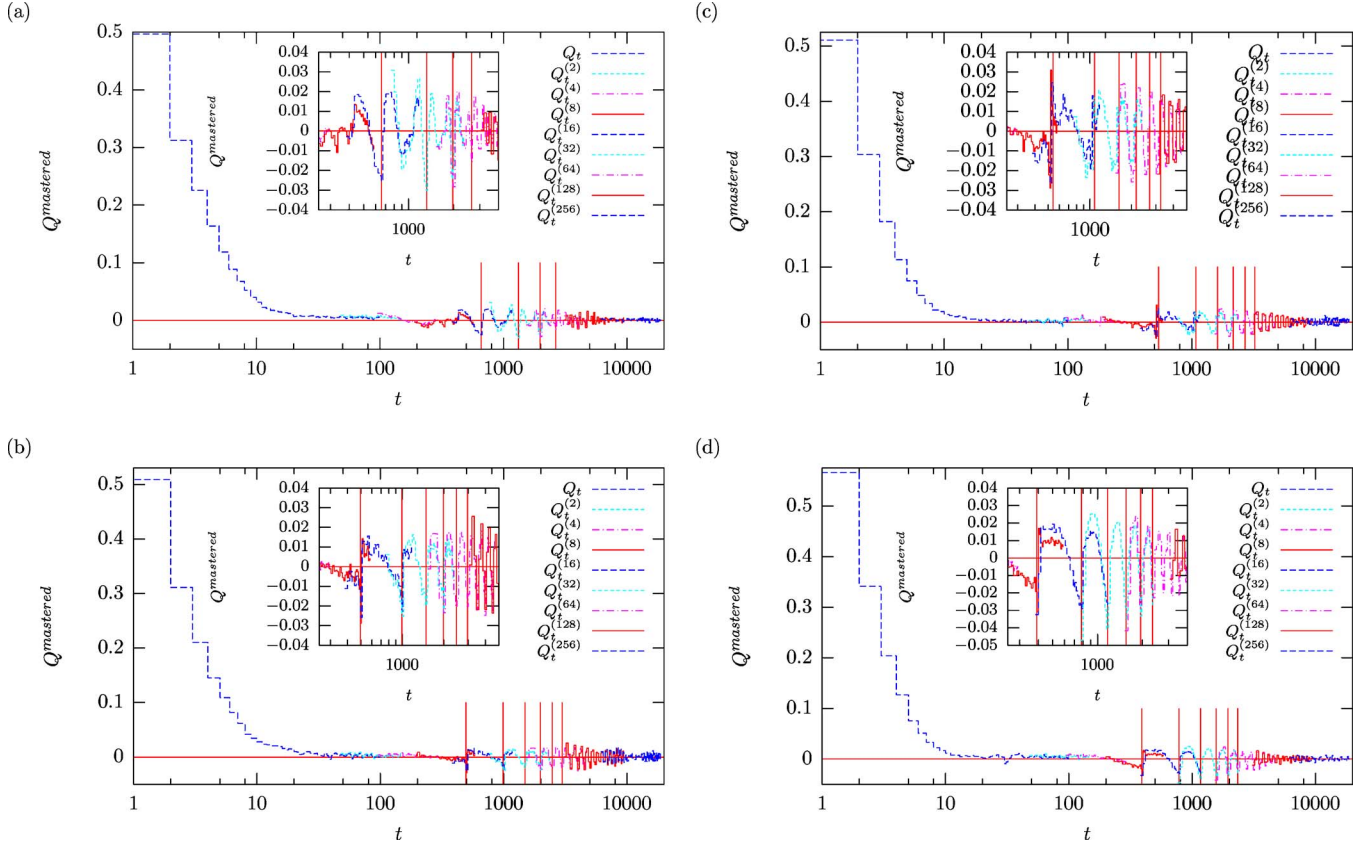 (a)
Q^{mastered}
0.5
0.4
0.3
0.2
0.1
0
1 10 100 1000 10000
t
Q^{mastered}
0.04
0.03
0.02
0.01
0
−0.01
−0.02
−0.03
−0.04
1000
t
Q_t
Q_t^{(2)}
Q_t^{(4)}
Q_t^{(8)}
Q_t^{(16)}
Q_t^{(32)}
Q_t^{(64)}
Q_t^{(128)}
Q_t^{(256)}
(c)
Q^{mastered}
0.5
0.4
0.3
0.2
0.1
0
1 10 100 1000 10000
t
Q^{mastered}
0.04
0.03
0.02
0.01
0
−0.01
−0.02
−0.03
−0.04
1000
t
Q_t
Q_t^{(2)}
Q_t^{(4)}
Q_t^{(8)}
Q_t^{(16)}
Q_t^{(32)}
Q_t^{(64)}
Q_t^{(128)}
Q_t^{(256)}
(b)
Q^{mastered}
0.5
0.4
0.3
0.2
0.1
0
1 10 100 1000 10000
t
Q^{mastered}
0.04
0.03
0.02
0.01
0
−0.01
−0.02
−0.03
−0.04
1000
t
Q_t
Q_t^{(2)}
Q_t^{(4)}
Q_t^{(8)}
Q_t^{(16)}
Q_t^{(32)}
Q_t^{(64)}
Q_t^{(128)}
Q_t^{(256)}
(d)
Q^{mastered}
0.5
0.4
0.3
0.2
0.1
0
1 10 100 1000 10000
t
Q^{mastered}
0.04
0.03
0.02
0.01
0
−0.01
−0.02
−0.03
−0.04
−0.05
1000
t
Q_t
Q_t^{(2)}
Q_t^{(4)}
Q_t^{(8)}
Q_t^{(16)}
Q_t^{(32)}
Q_t^{(64)}
Q_t^{(128)}
Q_t^{(256)}